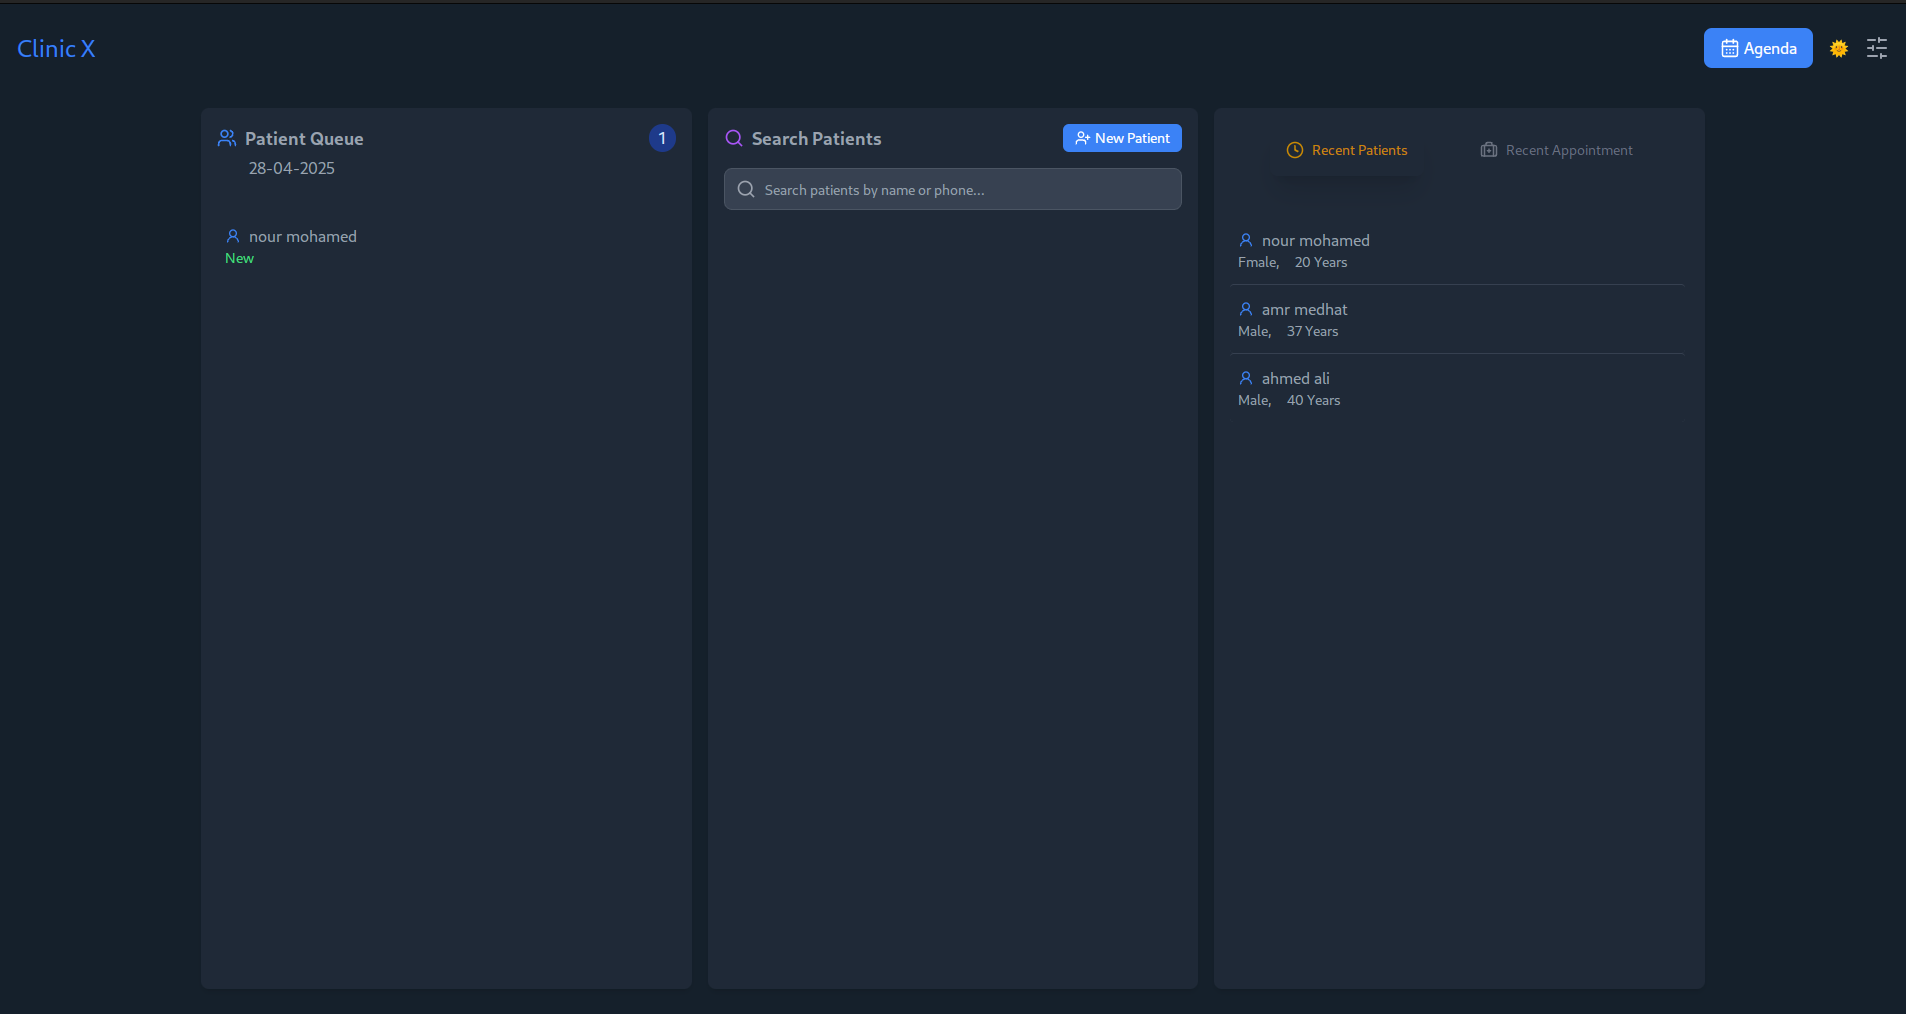 Clinic X
Agenda
Patient Queue
1
28-04-2025
nour mohamed
New
Search Patients
New Patient
Search patients by name or phone...
Recent Patients
Recent Appointment
nour mohamed
Fmale, 20 Years
amr medhat
Male, 37 Years
ahmed ali
Male, 40 Years